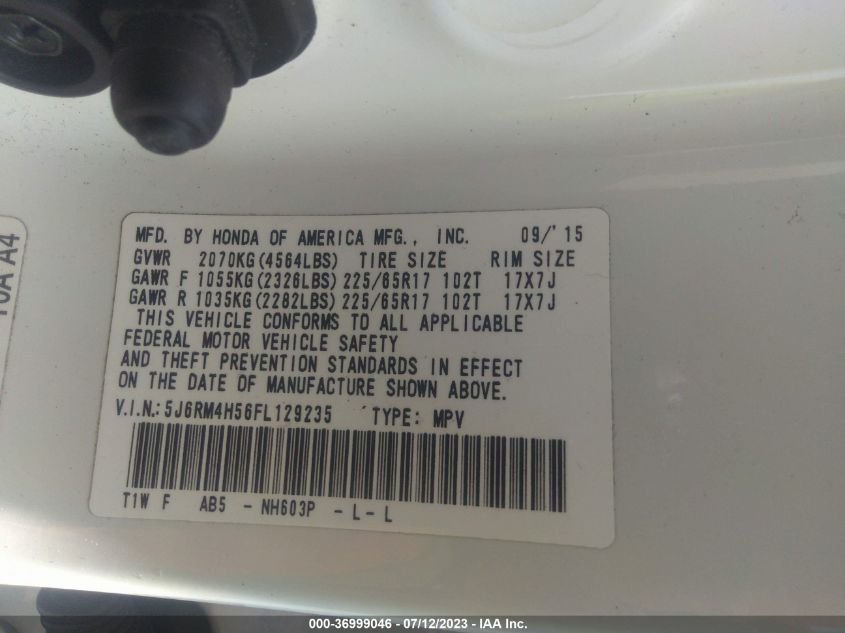 MFD. BY HONDA OF AMERICA MFG., INC. 09/'15
GVWR 2070KG(4564LBS) TIRE SIZE RIM SIZE
GAWR F 1055KG(2326LBS) 225/65R17 102T 17X7J
GAWR R 1035KG(2282LBS) 225/65R17 102T 17X7J
THIS VEHICLE CONFORMS TO ALL APPLICABLE
FEDERAL MOTOR VEHICLE SAFETY
AND THEFT PREVENTION STANDARDS IN EFFECT
ON THE DATE OF MANUFACTURE SHOWN ABOVE.
V.I.N.: 5J6RM4H56FL129235 TYPE: MPV
T1W F AB5 - NH603P - L - L
A4
000-36999046 - 07/12/2023 - IAA Inc.